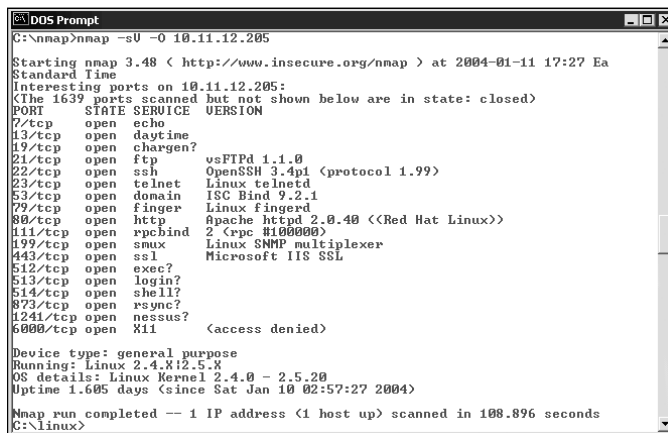 DOS Prompt
C:\nmap>nmap -sV -O 10.11.12.205
Starting nmap 3.48 ( http://www.insecure.org/nmap ) at 2004-01-11 17:27 Ea
Standard Time
Interesting ports on 10.11.12.205:
(The 1639 ports scanned but not shown below are in state: closed)
PORT     STATE SERVICE  VERSION
7/tcp    open  echo
13/tcp   open  daytime
19/tcp   open  chargen?
21/tcp   open  ftp      vsFTPd 1.1.0
22/tcp   open  ssh      OpenSSH 3.4p1 (protocol 1.99)
23/tcp   open  telnet   Linux telnetd
53/tcp   open  domain   ISC Bind 9.2.1
79/tcp   open  finger   Linux fingerd
80/tcp   open  http     Apache httpd 2.0.40 ((Red Hat Linux))
111/tcp  open  rpcbind  2 (rpc #100000)
199/tcp  open  smux     Linux SNMP multiplexer
443/tcp  open  ssl      Microsoft IIS SSL
512/tcp  open  exec?
513/tcp  open  login?
514/tcp  open  shell?
873/tcp  open  rsync?
1241/tcp open  nessus?
6000/tcp open  X11      (access denied)
Device type: general purpose
Running: Linux 2.4.X|2.5.X
OS details: Linux Kernel 2.4.0 - 2.5.20
Uptime 1.605 days (since Sat Jan 10 02:57:27 2004)
Nmap run completed -- 1 IP address (1 host up) scanned in 108.896 seconds
C:\linux>